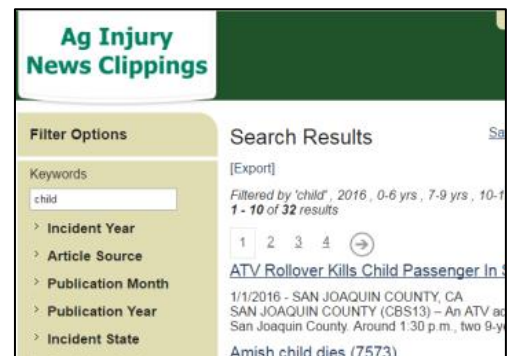 Ag Injury
News Clippings
Filter Options
Keywords
child
Incident Year
Article Source
Publication Month
Publication Year
Incident State
Search Results
[Export]
Filtered by 'child' , 2016 , 0-6 yrs , 7-9 yrs , 10-1
1 - 10 of 32 results
1 2 3 4
ATV Rollover Kills Child Passenger In S
1/1/2016 - SAN JOAQUIN COUNTY, CA
SAN JOAQUIN COUNTY (CBS13) – An ATV ac
San Joaquin County. Around 1:30 p.m., two 9-ye
Amish child dies (7573)